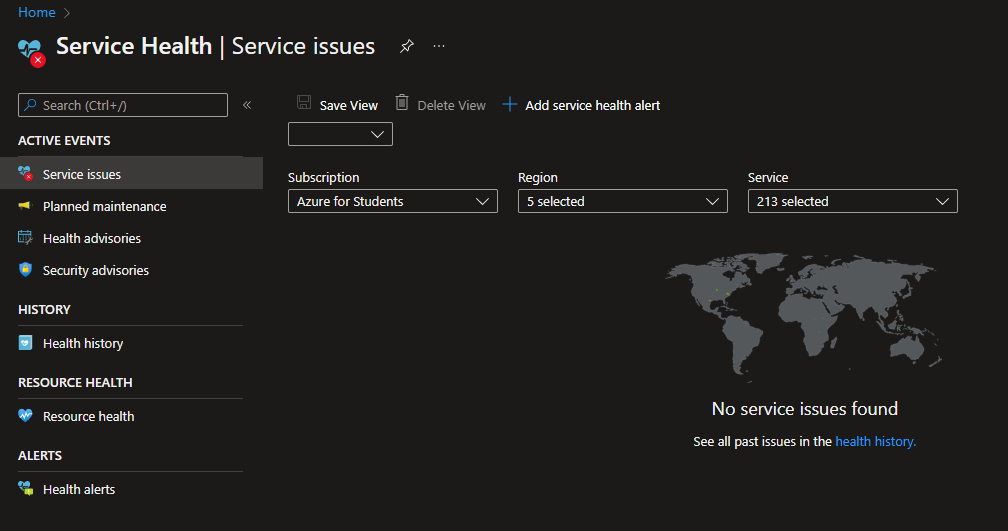 Home
Service Health | Service issues
Search (Ctrl+/)
Save View
Delete View
Add service health alert
ACTIVE EVENTS
Service issues
Planned maintenance
Health advisories
Security advisories
HISTORY
Health history
RESOURCE HEALTH
Resource health
ALERTS
Health alerts
Subscription
Azure for Students
Region
5 selected
Service
213 selected
No service issues found
See all past issues in the health history.